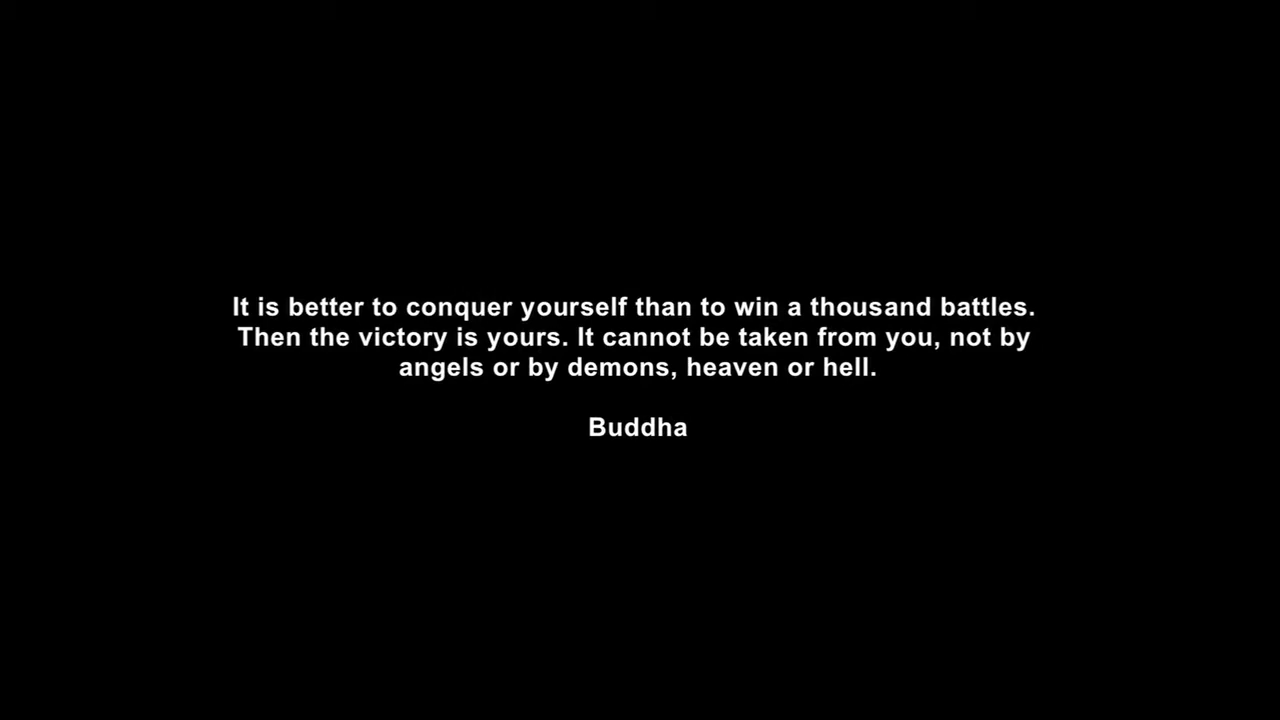 It is better to conquer yourself than to win a thousand battles.
Then the victory is yours. It cannot be taken from you, not by
angels or by demons, heaven or hell.
Buddha